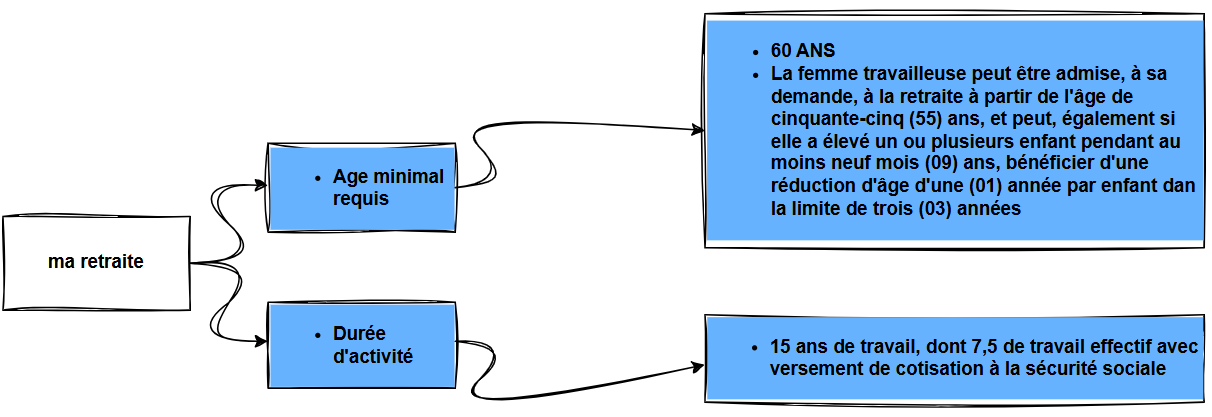 ma retraite
• Age minimal
requis
• 60 ANS
• La femme travailleuse peut être admise, à sa
demande, à la retraite à partir de l'âge de
cinquante-cinq (55) ans, et peut, également si
elle a élevé un ou plusieurs enfant pendant au
moins neuf mois (09) ans, bénéficier d'une
réduction d'âge d'une (01) année par enfant dan
la limite de trois (03) années
• Durée
d'activité
• 15 ans de travail, dont 7,5 de travail effectif avec
versement de cotisation à la sécurité sociale